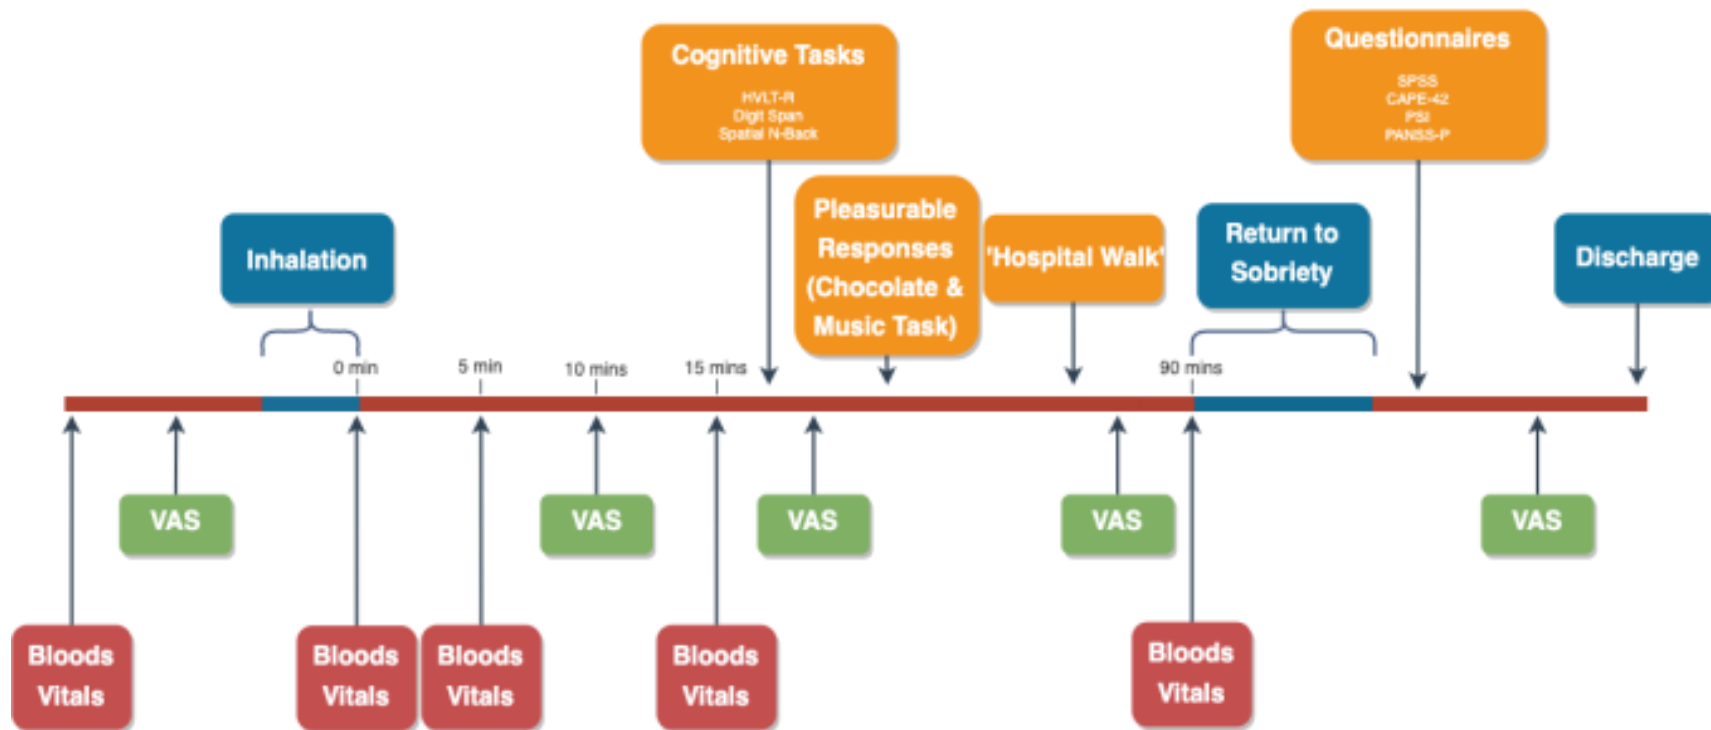 Cognitive Tasks
HVLT-R
Digit Span
Spatial N-Back
Questionnaires
SPSS
CAPE-42
PSI
PANSS-P
Pleasurable
Responses
(Chocolate &
Music Task)
Inhalation
'Hospital Walk'
Return to
Sobriety
Discharge
0 min
5 min
10 mins
15 mins
90 mins
VAS
VAS
VAS
VAS
VAS
Bloods
Vitals
Bloods
Vitals
Bloods
Vitals
Bloods
Vitals
Bloods
Vitals